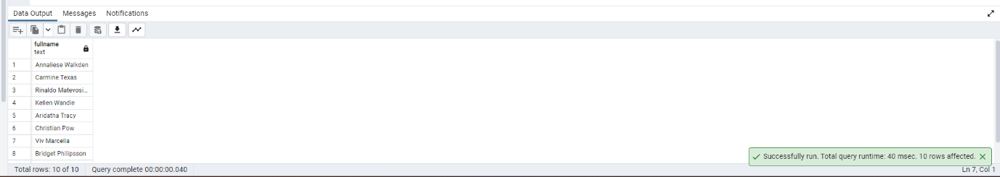 Data Output Messages Notifications
fullname
text
1 Annaliese Walkden
2 Carmine Texas
3 Rinaldo Matevosi...
4 Kellen Wandie
5 Aridatha Tracy
6 Christian Pow
7 Viv Marcella
8 Bridget Philipsson
Successfully run. Total query runtime: 40 msec. 10 rows affected.
Total rows: 10 of 10 Query complete 00:00:00.040 Ln 7, Col 1